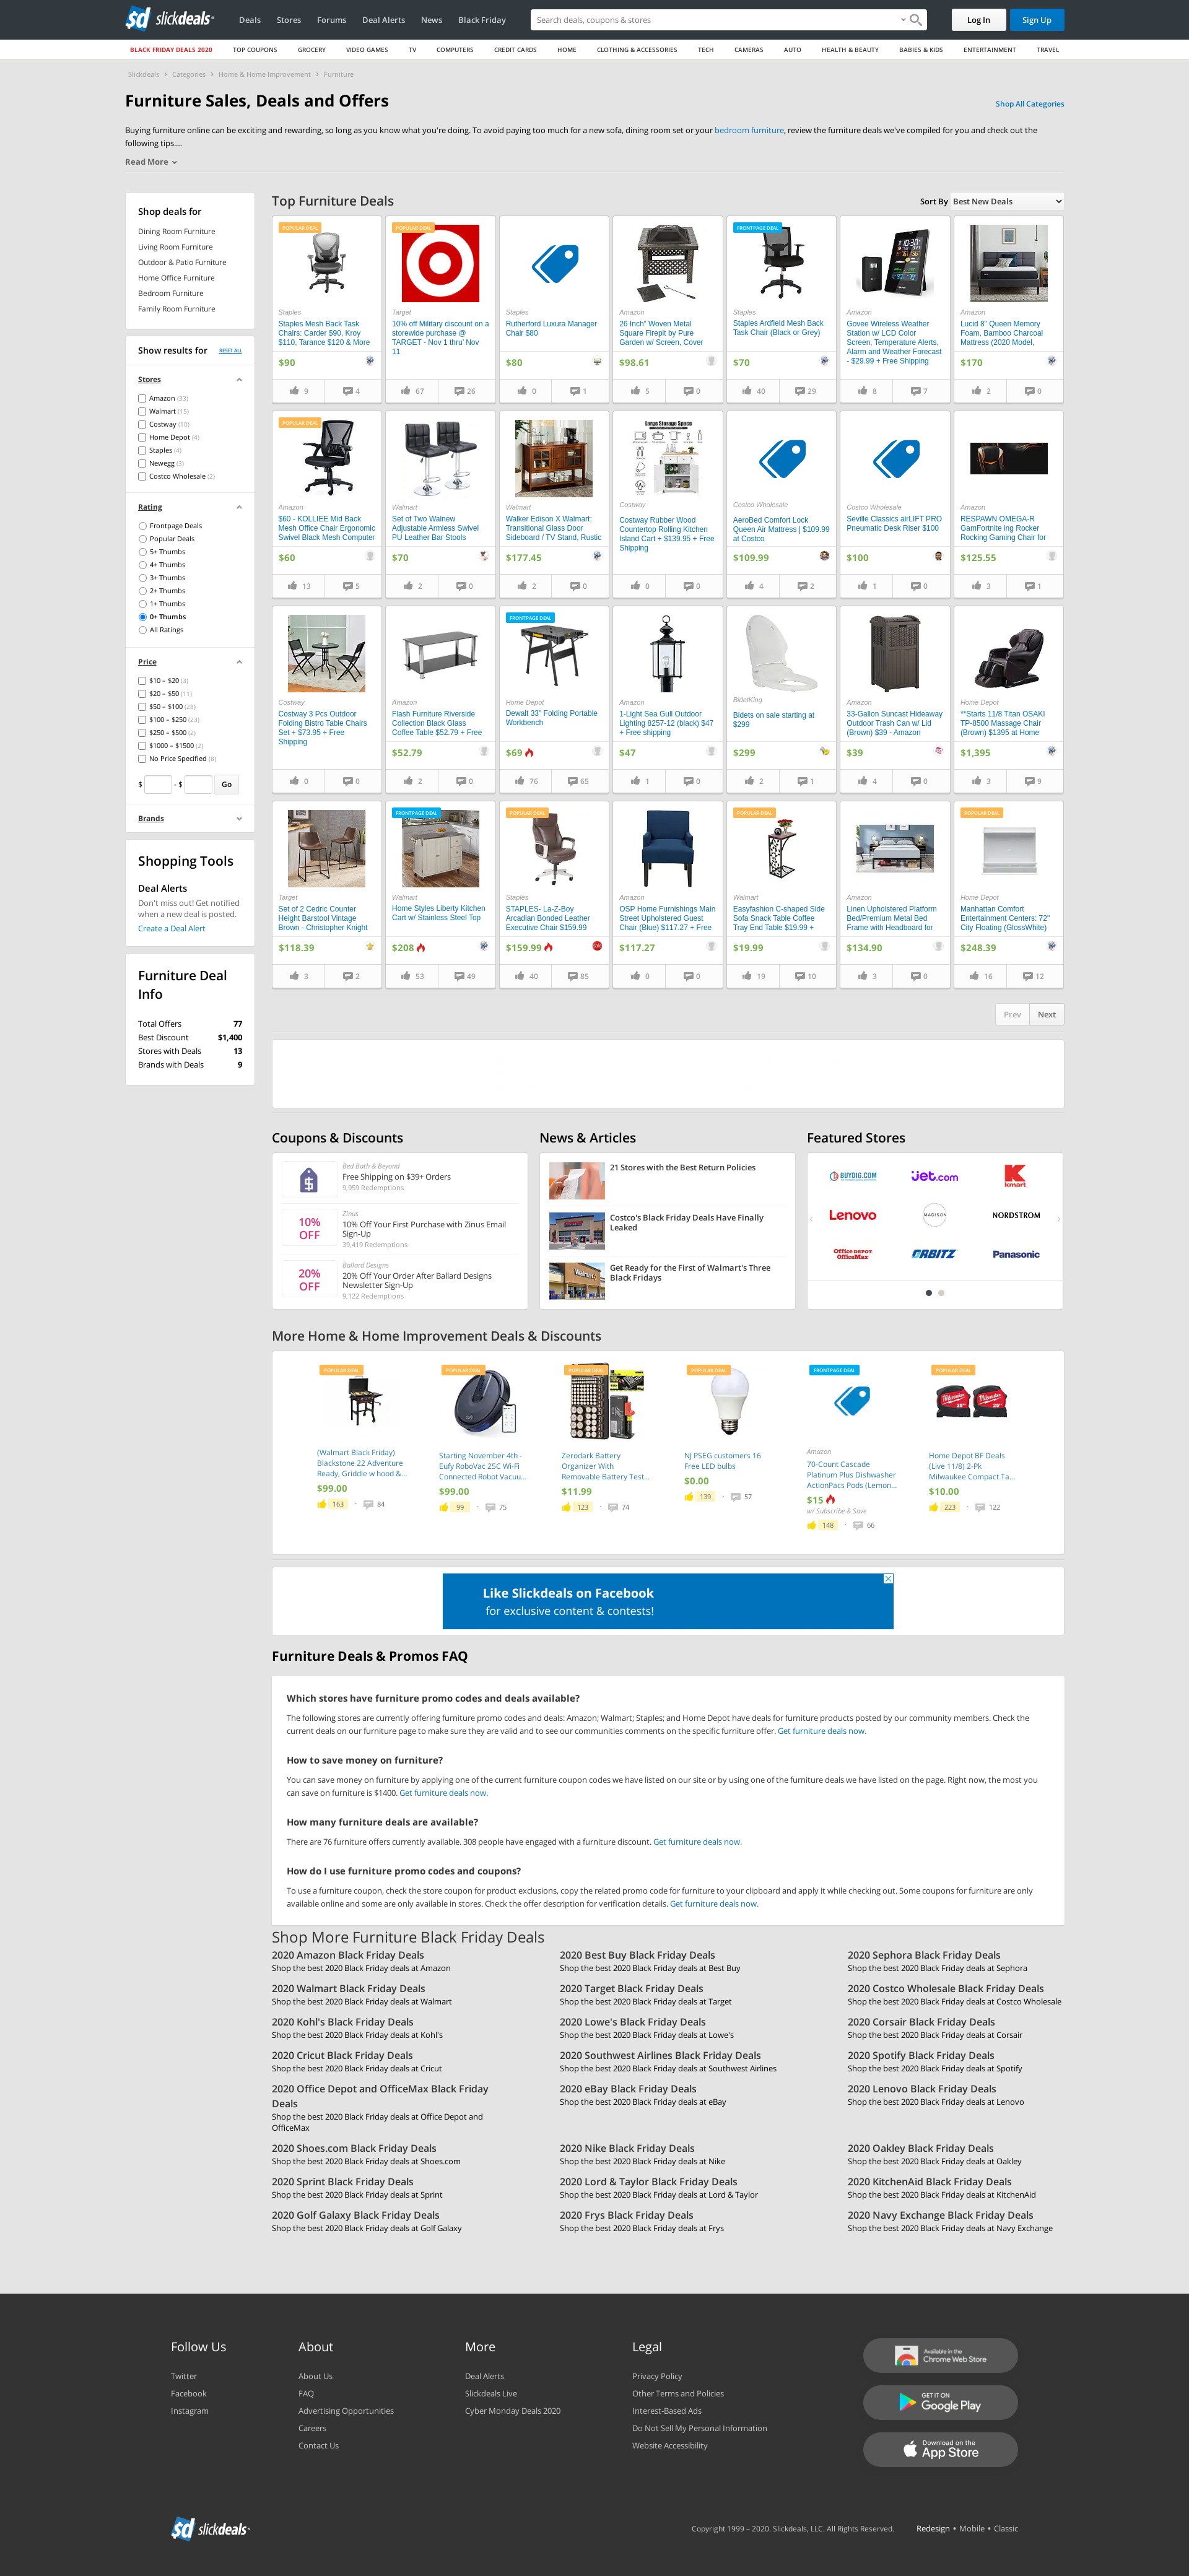 slickdeals
Deals
Stores
Forums
Deal Alerts
News
Black Friday
Search deals, coupons & stores
Log In
Sign Up
BLACK FRIDAY DEALS 2020
TOP COUPONS
GROCERY
VIDEO GAMES
TV
COMPUTERS
CREDIT CARDS
HOME
CLOTHING & ACCESSORIES
TECH
CAMERAS
AUTO
HEALTH & BEAUTY
BABIES & KIDS
ENTERTAINMENT
TRAVEL
Slickdeals > Categories > Home & Home Improvement > Furniture
Furniture Sales, Deals and Offers
Shop All Categories
Buying furniture online can be exciting and rewarding, so long as you know what you're doing. To avoid paying too much for a new sofa, dining room set or your bedroom furniture, review the furniture deals we've compiled for you and check out the
following tips....
Read More
Shop deals for
Dining Room Furniture
Living Room Furniture
Outdoor & Patio Furniture
Home Office Furniture
Bedroom Furniture
Family Room Furniture
Show results for
RESET ALL
Stores
Amazon (33)
Walmart (15)
Costway (10)
Home Depot (4)
Staples (4)
Newegg (3)
Costco Wholesale (2)
Rating
Frontpage Deals
Popular Deals
5+ Thumbs
4+ Thumbs
3+ Thumbs
2+ Thumbs
1+ Thumbs
0+ Thumbs
All Ratings
Price
$10 – $20 (3)
$20 – $50 (11)
$50 – $100 (28)
$100 – $250 (23)
$250 – $500 (2)
$1000 – $1500 (2)
No Price Specified (8)
$ - $ Go
Brands
Shopping Tools
Deal Alerts
Don't miss out! Get notified
when a new deal is posted.
Create a Deal Alert
Furniture Deal
Info
Total Offers 77
Best Discount $1,400
Stores with Deals 13
Brands with Deals 9
Top Furniture Deals
Sort By Best New Deals
POPULAR DEAL
Staples
Staples Mesh Back Task
Chairs: Carder $90, Kroy
$110, Tarance $120 & More
$90
9 4
POPULAR DEAL
Target
10% off Military discount on a
storewide purchase @
TARGET - Nov 1 thru' Nov
11
67 26
Staples
Rutherford Luxura Manager
Chair $80
$80
0 1
Amazon
26 Inch" Woven Metal
Square Firepit by Pure
Garden w/ Screen, Cover
$98.61
5 0
FRONTPAGE DEAL
Staples
Staples Ardfield Mesh Back
Task Chair (Black or Grey)
$70
40 29
Amazon
Govee Wireless Weather
Station w/ LCD Color
Screen, Temperature Alerts,
Alarm and Weather Forecast
- $29.99 + Free Shipping
8 7
Amazon
Lucid 8" Queen Memory
Foam, Bamboo Charcoal
Mattress (2020 Model,
$170
2 0
POPULAR DEAL
Amazon
$60 - KOLLIEE Mid Back
Mesh Office Chair Ergonomic
Swivel Black Mesh Computer
$60
13 5
Walmart
Set of Two Walnew
Adjustable Armless Swivel
PU Leather Bar Stools
$70
2 0
Walmart
Walker Edison X Walmart:
Transitional Glass Door
Sideboard / TV Stand, Rustic
$177.45
2 0
Large Storage Space
Costway
Costway Rubber Wood
Countertop Rolling Kitchen
Island Cart + $139.95 + Free
Shipping
0 0
Costco Wholesale
AeroBed Comfort Lock
Queen Air Mattress | $109.99
at Costco
$109.99
4 2
Costco Wholesale
Seville Classics airLIFT PRO
Pneumatic Desk Riser $100
$100
1 0
Amazon
RESPAWN OMEGA-R
GamFortnite ing Rocker
Rocking Gaming Chair for
$125.55
3 1
Costway
Costway 3 Pcs Outdoor
Folding Bistro Table Chairs
Set + $73.95 + Free
Shipping
0 0
Amazon
Flash Furniture Riverside
Collection Black Glass
Coffee Table $52.79 + Free
$52.79
2 0
FRONTPAGE DEAL
Home Depot
Dewalt 33" Folding Portable
Workbench
$69
76 65
Amazon
1-Light Sea Gull Outdoor
Lighting 8257-12 (black) $47
+ Free shipping
$47
1 0
BidetKing
Bidets on sale starting at
$299
$299
2 1
Amazon
33-Gallon Suncast Hideaway
Outdoor Trash Can w/ Lid
(Brown) $39 - Amazon
$39
4 0
Home Depot
**Starts 11/8 Titan OSAKI
TP-8500 Massage Chair
(Brown) $1395 at Home
$1,395
3 9
Target
Set of 2 Cedric Counter
Height Barstool Vintage
Brown - Christopher Knight
$118.39
3 2
FRONTPAGE DEAL
Walmart
Home Styles Liberty Kitchen
Cart w/ Stainless Steel Top
$208
53 49
POPULAR DEAL
Staples
STAPLES- La-Z-Boy
Arcadian Bonded Leather
Executive Chair $159.99
$159.99
40 85
Amazon
OSP Home Furnishings Main
Street Upholstered Guest
Chair (Blue) $117.27 + Free
$117.27
0 0
POPULAR DEAL
Walmart
Easyfashion C-shaped Side
Sofa Snack Table Coffee
Tray End Table $19.99 +
$19.99
19 10
Amazon
Linen Upholstered Platform
Bed/Premium Metal Bed
Frame with Headboard for
$134.90
3 0
POPULAR DEAL
Home Depot
Manhattan Comfort
Entertainment Centers: 72"
City Floating (GlossWhite)
$248.39
16 12
Prev Next
Coupons & Discounts
Bed Bath & Beyond
Free Shipping on $39+ Orders
9,959 Redemptions
10%
OFF
Zinus
10% Off Your First Purchase with Zinus Email
Sign-Up
39,419 Redemptions
20%
OFF
Ballard Designs
20% Off Your Order After Ballard Designs
Newsletter Sign-Up
9,122 Redemptions
News & Articles
21 Stores with the Best Return Policies
Costco's Black Friday Deals Have Finally
Leaked
Walmart
Get Ready for the First of Walmart's Three
Black Fridays
Featured Stores
BUYDIG.COM
Jet.com
kmart
Lenovo
MADISON
NORDSTROM
Office DEPOT
OfficeMax
ORBITZ
Panasonic
More Home & Home Improvement Deals & Discounts
POPULAR DEAL
(Walmart Black Friday)
Blackstone 22 Adventure
Ready, Griddle w hood &...
$99.00
163 84
POPULAR DEAL
Starting November 4th -
Eufy RoboVac 25C Wi-Fi
Connected Robot Vacuu...
$99.00
99 75
POPULAR DEAL
Zerodark Battery
Organizer With
Removable Battery Test...
$11.99
123 74
POPULAR DEAL
NJ PSEG customers 16
Free LED bulbs
$0.00
139 57
FRONTPAGE DEAL
Amazon
70-Count Cascade
Platinum Plus Dishwasher
ActionPacs Pods (Lemon...
$15
w/ Subscribe & Save
148 66
POPULAR DEAL
Home Depot BF Deals
(Live 11/8) 2-Pk
Milwaukee Compact Ta...
$10.00
223 122
Like Slickdeals on Facebook
for exclusive content & contests!
Furniture Deals & Promos FAQ
Which stores have furniture promo codes and deals available?
The following stores are currently offering furniture promo codes and deals: Amazon; Walmart; Staples; and Home Depot have deals for furniture products posted by our community members. Check the
current deals on our furniture page to make sure they are valid and to see our communities comments on the specific furniture offer. Get furniture deals now.
How to save money on furniture?
You can save money on furniture by applying one of the current furniture coupon codes we have listed on our site or by using one of the furniture deals we have listed on the page. Right now, the most you
can save on furniture is $1400. Get furniture deals now.
How many furniture deals are available?
There are 76 furniture offers currently available. 308 people have engaged with a furniture discount. Get furniture deals now.
How do I use furniture promo codes and coupons?
To use a furniture coupon, check the store coupon for product exclusions, copy the related promo code for furniture to your clipboard and apply it while checking out. Some coupons for furniture are only
available online and some are only available in stores. Check the offer description for verification details. Get furniture deals now.
Shop More Furniture Black Friday Deals
2020 Amazon Black Friday Deals
Shop the best 2020 Black Friday deals at Amazon
2020 Best Buy Black Friday Deals
Shop the best 2020 Black Friday deals at Best Buy
2020 Sephora Black Friday Deals
Shop the best 2020 Black Friday deals at Sephora
2020 Walmart Black Friday Deals
Shop the best 2020 Black Friday deals at Walmart
2020 Target Black Friday Deals
Shop the best 2020 Black Friday deals at Target
2020 Costco Wholesale Black Friday Deals
Shop the best 2020 Black Friday deals at Costco Wholesale
2020 Kohl's Black Friday Deals
Shop the best 2020 Black Friday deals at Kohl's
2020 Lowe's Black Friday Deals
Shop the best 2020 Black Friday deals at Lowe's
2020 Corsair Black Friday Deals
Shop the best 2020 Black Friday deals at Corsair
2020 Cricut Black Friday Deals
Shop the best 2020 Black Friday deals at Cricut
2020 Southwest Airlines Black Friday Deals
Shop the best 2020 Black Friday deals at Southwest Airlines
2020 Spotify Black Friday Deals
Shop the best 2020 Black Friday deals at Spotify
2020 Office Depot and OfficeMax Black Friday
Deals
Shop the best 2020 Black Friday deals at Office Depot and
OfficeMax
2020 eBay Black Friday Deals
Shop the best 2020 Black Friday deals at eBay
2020 Lenovo Black Friday Deals
Shop the best 2020 Black Friday deals at Lenovo
2020 Shoes.com Black Friday Deals
Shop the best 2020 Black Friday deals at Shoes.com
2020 Nike Black Friday Deals
Shop the best 2020 Black Friday deals at Nike
2020 Oakley Black Friday Deals
Shop the best 2020 Black Friday deals at Oakley
2020 Sprint Black Friday Deals
Shop the best 2020 Black Friday deals at Sprint
2020 Lord & Taylor Black Friday Deals
Shop the best 2020 Black Friday deals at Lord & Taylor
2020 KitchenAid Black Friday Deals
Shop the best 2020 Black Friday deals at KitchenAid
2020 Golf Galaxy Black Friday Deals
Shop the best 2020 Black Friday deals at Golf Galaxy
2020 Frys Black Friday Deals
Shop the best 2020 Black Friday deals at Frys
2020 Navy Exchange Black Friday Deals
Shop the best 2020 Black Friday deals at Navy Exchange
Follow Us
Twitter
Facebook
Instagram
About
About Us
FAQ
Advertising Opportunities
Careers
Contact Us
More
Deal Alerts
Slickdeals Live
Cyber Monday Deals 2020
Legal
Privacy Policy
Other Terms and Policies
Interest-Based Ads
Do Not Sell My Personal Information
Website Accessibility
Available in the
Chrome Web Store
GET IT ON
Google Play
Download on the
App Store
slickdeals
Copyright 1999 – 2020. Slickdeals, LLC. All Rights Reserved.
Redesign • Mobile • Classic